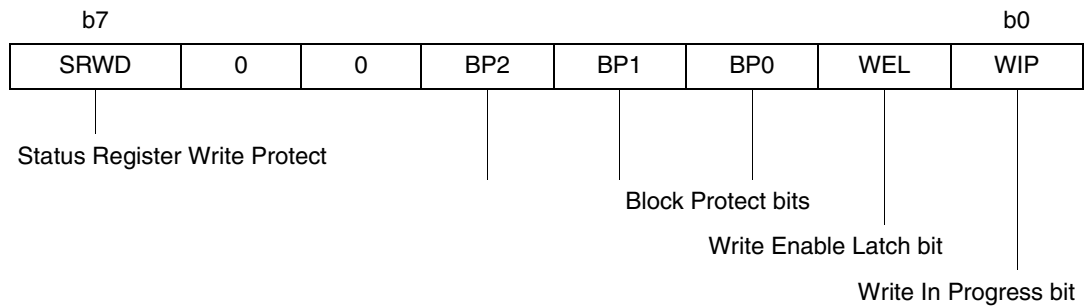 b7 b0
SRWD 0 0 BP2 BP1 BP0 WEL WIP
Status Register Write Protect
Block Protect bits
Write Enable Latch bit
Write In Progress bit